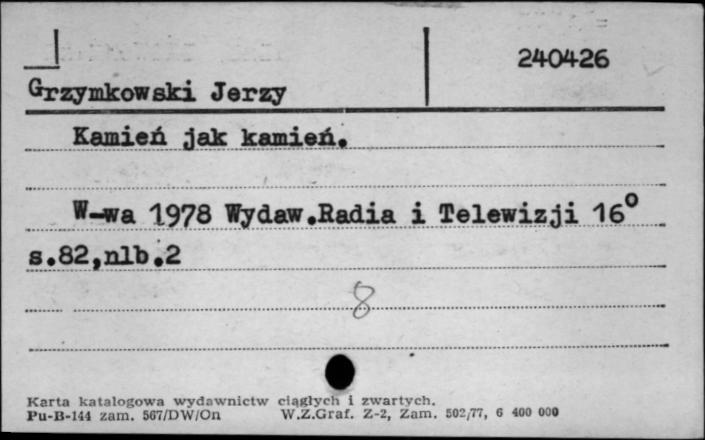 240426
Grzymkowski Jerzy
Kamień jak kamień.
W-wa 1978 Wydaw.Radia i Telewizji 16°
s.82,nlb.2
8
Karta katalogowa wydawnictw ciągłych i zwartych.
Pu-B-144 zam. 567/DW/On W.Z.Graf. Z-2, Zam. 502/77, 6 400 000